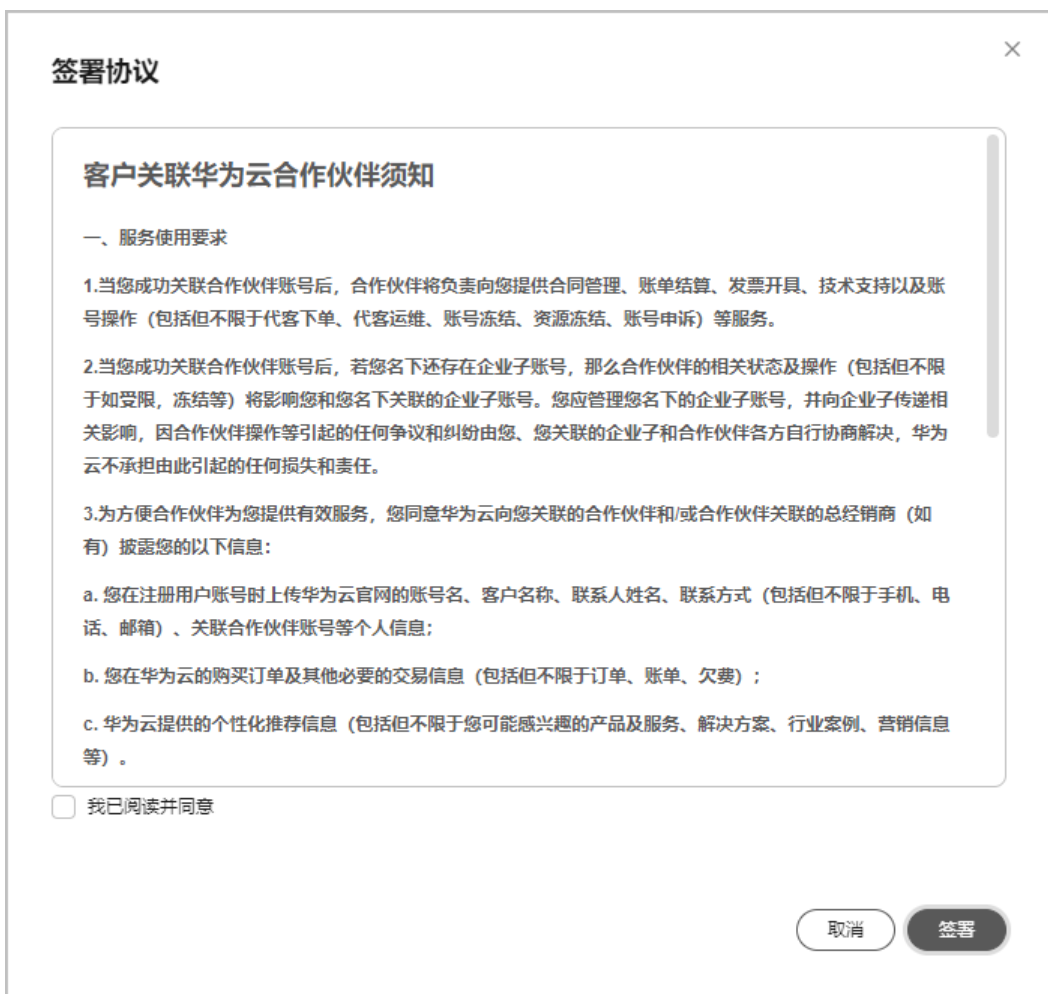 签署协议
客户关联华为云合作伙伴须知
一、服务使用要求
1.当您成功关联合作伙伴账号后，合作伙伴将负责向您提供合同管理、账单结算、发票开具、技术支持以及账
号操作（包括但不限于代客下单、代客运维、账号冻结、资源冻结、账号申诉）等服务。
2.当您成功关联合作伙伴账号后，若您名下还存在企业子账号，那么合作伙伴的相关状态及操作（包括但不限
于如受限，冻结等）将影响您和您名下关联的企业子账号。您应管理您名下的企业子账号，并向企业子传递相
关影响，因合作伙伴操作等引起的任何争议和纠纷由您、您关联的企业子和合作伙伴各方自行协商解决，华为
云不承担由此引起的任何损失和责任。
3.为方便合作伙伴为您提供有效服务，您同意华为云向您关联的合作伙伴和/或合作伙伴关联的总经销商（如
有）披露您的以下信息：
a. 您在注册用户账号时上传华为云官网的账号名、客户名称、联系人姓名、联系方式（包括但不限于手机、电
话、邮箱）、关联合作伙伴账号等个人信息；
b. 您在华为云的购买订单及其他必要的交易信息（包括但不限于订单、账单、欠费）；
c. 华为云提供的个性化推荐信息（包括但不限于您可能感兴趣的产品及服务、解决方案、行业案例、营销信息
等）。
我已阅读并同意
取消
签署